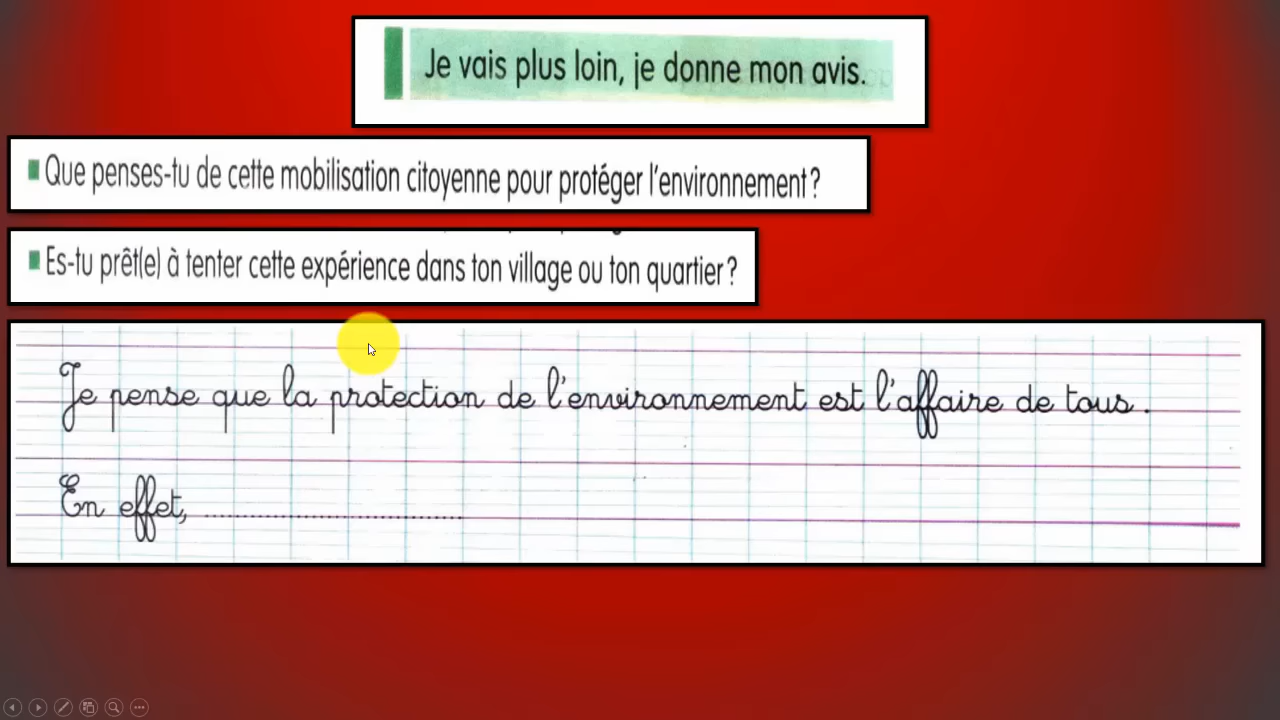 Je vais plus loin, je donne mon avis.
Que penses-tu de cette mobilisation citoyenne pour protéger l'environnement ?
Es-tu prêt(e) à tenter cette expérience dans ton village ou ton quartier ?
Je pense que la protection de l'environnement est l'affaire de tous .
En effet, ..........................................